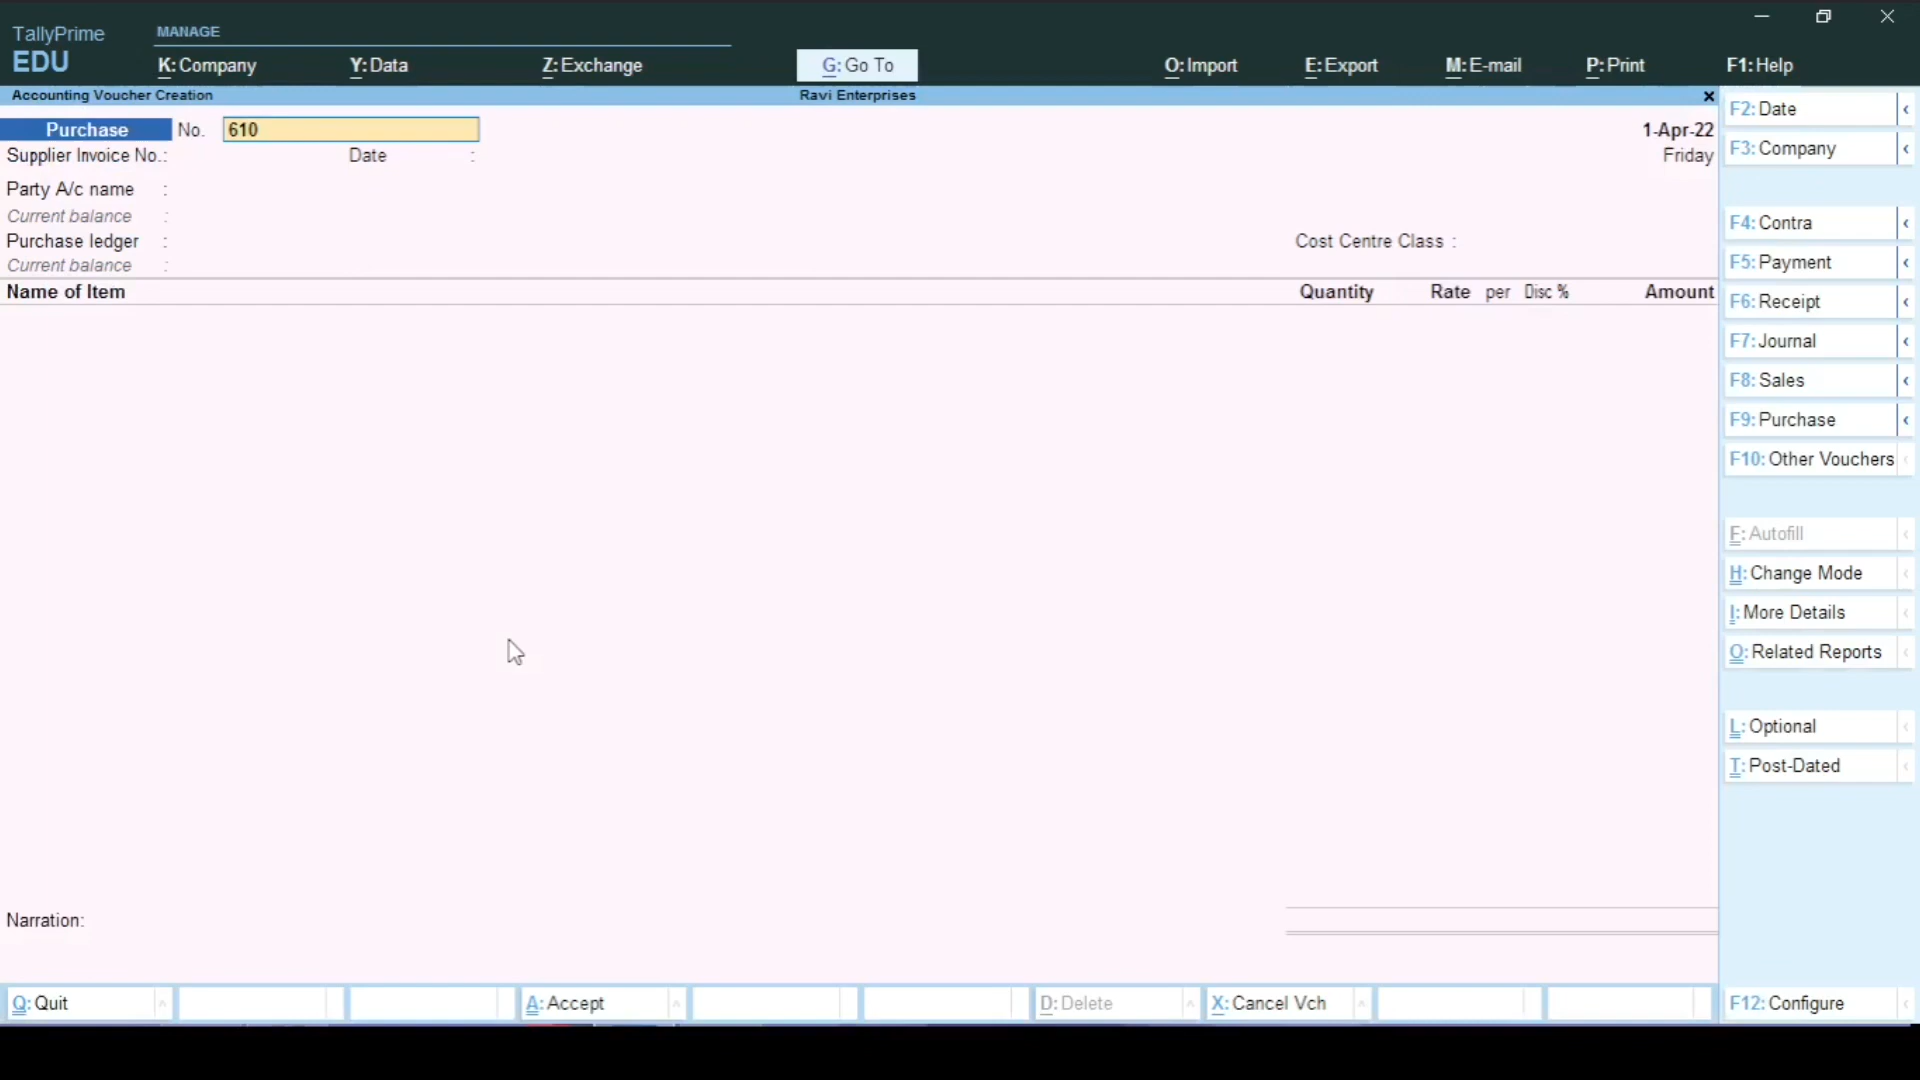 TallyPrime
EDU
MANAGE
K: Company
Y: Data
Z: Exchange
G: Go To
O: Import
E: Export
M: E-mail
P: Print
F1: Help
Accounting Voucher Creation
Ravi Enterprises
×
Purchase No. 610
1-Apr-22
Supplier Invoice No.: Date :
Friday
Party A/c name :
Current balance :
Purchase ledger :
Cost Centre Class :
Current balance :
Name of Item Quantity Rate per Disc % Amount
Narration:
F2: Date
F3: Company
F4: Contra
F5: Payment
F6: Receipt
F7: Journal
F8: Sales
F9: Purchase
F10: Other Vouchers
F: Autofill
H: Change Mode
I: More Details
O: Related Reports
L: Optional
T: Post-Dated
Q: Quit
A: Accept
D: Delete
X: Cancel Vch
F12: Configure